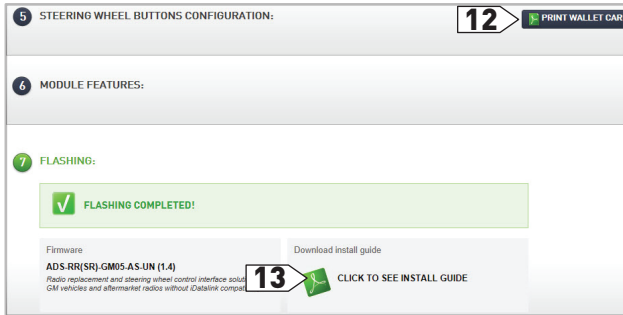 5 STEERING WHEEL BUTTONS CONFIGURATION:
12
PRINT WALLET CAR
6 MODULE FEATURES:
7 FLASHING:
FLASHING COMPLETED!
Firmware
ADS-RR(SR)-GM05-AS-UN (1.4)
Radio replacement and steering wheel control interface solut
GM vehicles and aftermarket radios without iDatalink compat
Download install guide
13
CLICK TO SEE INSTALL GUIDE